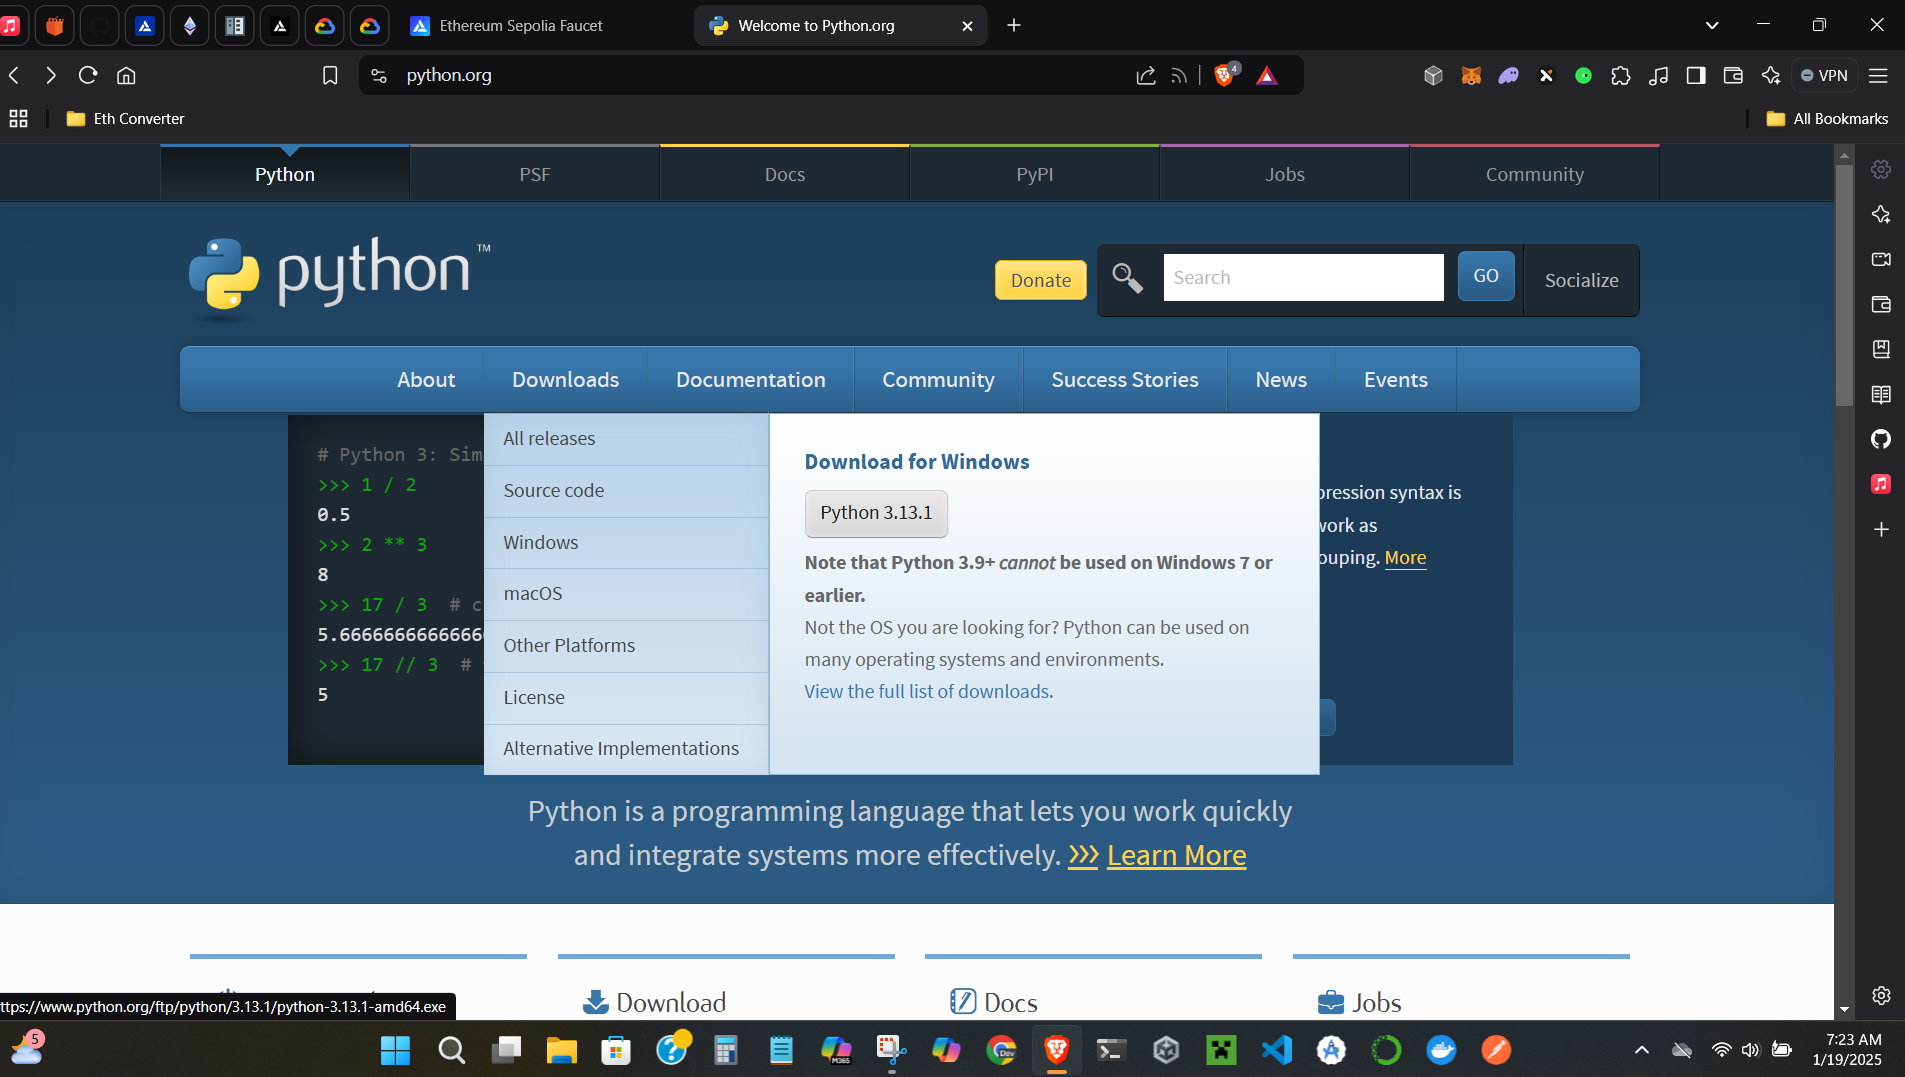 Ethereum Sepolia Faucet
Welcome to Python.org
python.org
4
VPN
Eth Converter
All Bookmarks
Python
PSF
Docs
PyPI
Jobs
Community
python™
Donate
Search
GO
Socialize
About
Downloads
Documentation
Community
Success Stories
News
Events
# Python 3: Sim
>>> 1 / 2
0.5
>>> 2 ** 3
8
>>> 17 / 3  # c
5.666666666666
>>> 17 // 3  #
5
All releases
Source code
Windows
macOS
Other Platforms
License
Alternative Implementations
Download for Windows
Python 3.13.1
Note that Python 3.9+ cannot be used on Windows 7 or
earlier.
Not the OS you are looking for? Python can be used on
many operating systems and environments.
View the full list of downloads.
pression syntax is
work as
ouping. More
Python is a programming language that lets you work quickly
and integrate systems more effectively. >>> Learn More
Download
Docs
Jobs
ttps://www.python.org/ftp/python/3.13.1/python-3.13.1-amd64.exe
5
M365
Dev
7:23 AM
1/19/2025